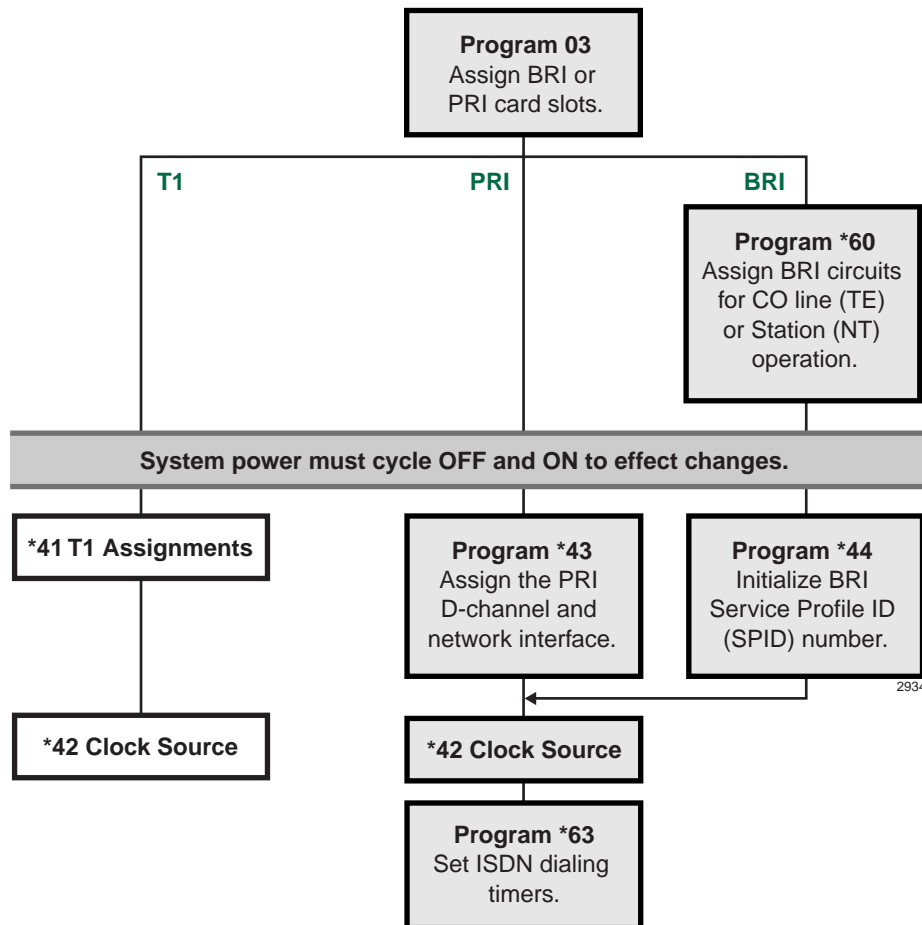 Program 03
Assign BRI or
PRI card slots.
T1
PRI
BRI
Program *60
Assign BRI circuits
for CO line (TE)
or Station (NT)
operation.
System power must cycle OFF and ON to effect changes.
*41 T1 Assignments
Program *43
Assign the PRI
D-channel and
network interface.
Program *44
Initialize BRI
Service Profile ID
(SPID) number.
2934
*42 Clock Source
*42 Clock Source
Program *63
Set ISDN dialing
timers.